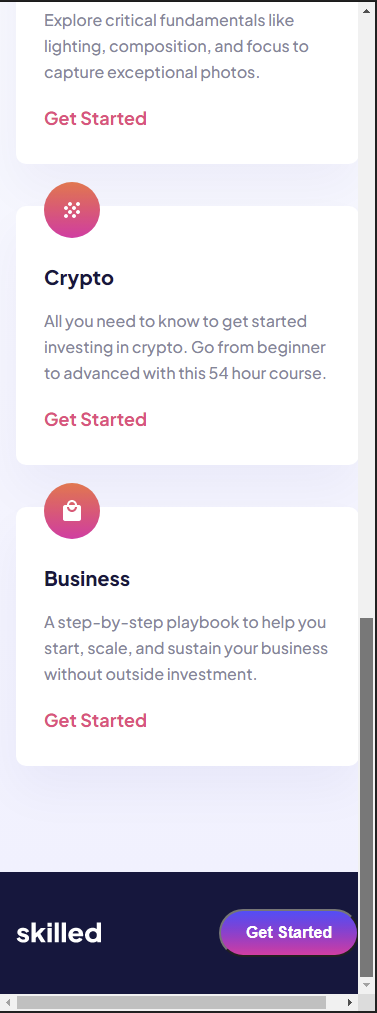 Explore critical fundamentals like
lighting, composition, and focus to
capture exceptional photos.
Get Started
Crypto
All you need to know to get started
investing in crypto. Go from beginner
to advanced with this 54 hour course.
Get Started
Business
A step-by-step playbook to help you
start, scale, and sustain your business
without outside investment.
Get Started
skilled
Get Started